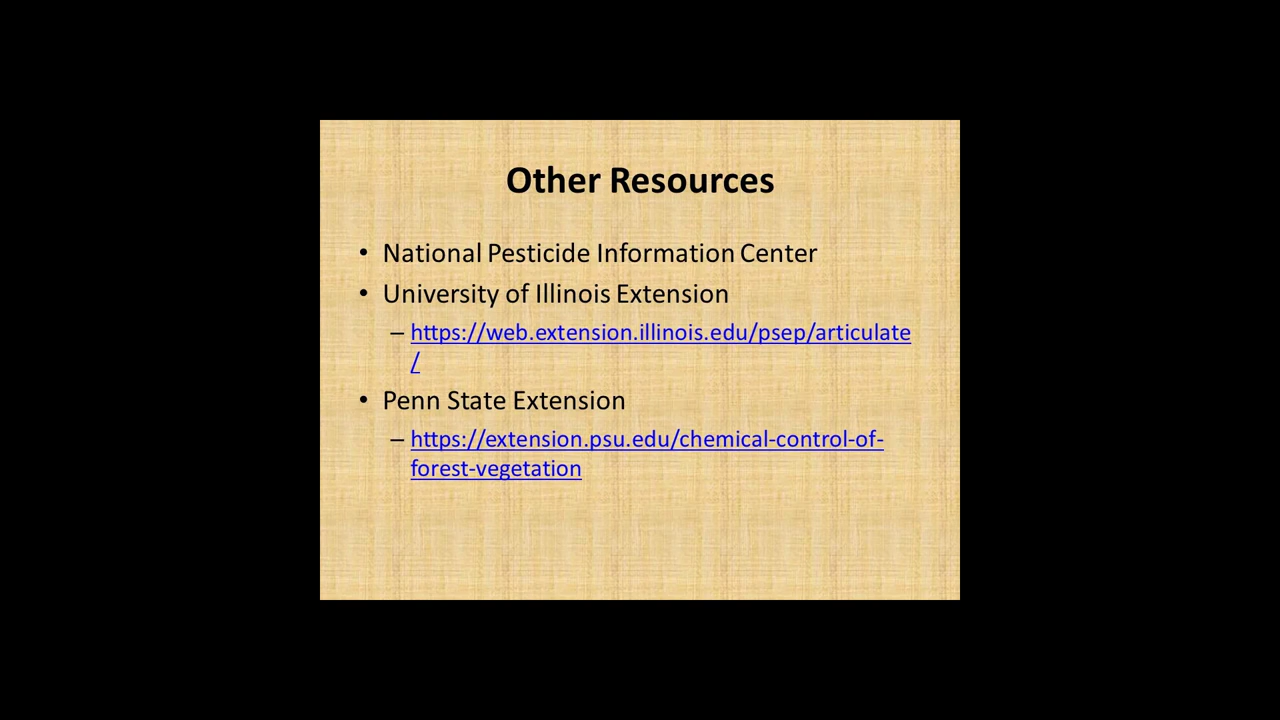 Other Resources
• National Pesticide Information Center
• University of Illinois Extension
– https://web.extension.illinois.edu/psep/articulate
/
• Penn State Extension
– https://extension.psu.edu/chemical-control-of-
forest-vegetation